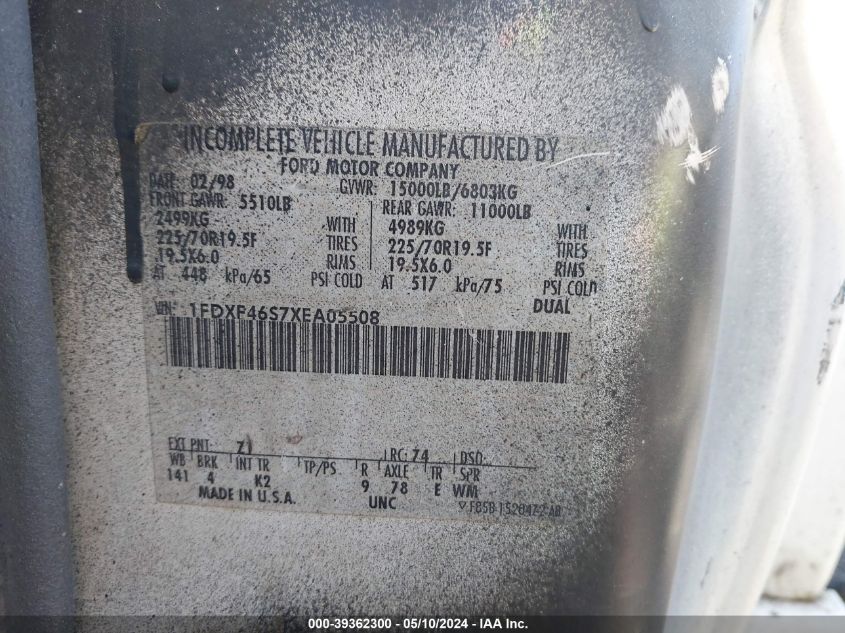 INCOMPLETE VEHICLE MANUFACTURED BY
FORD MOTOR COMPANY
DATE: 02/98 GVWR: 15000LB/6803KG
FRONT GAWR: 5510LB REAR GAWR: 11000LB
2499KG WITH 4989KG WITH
225/70R19.5F TIRES 225/70R19.5F TIRES
19.5X6.0 RIMS 19.5X6.0 RIMS
AT 448 kPa/65 PSI COLD AT 517 kPa/75 PSI COLD
DUAL
VIN: 1FDXF46S7XEA05508
EXT PNT: Z1 RC: 74 DSO:
WB BRK INT TR TP/PS R AXLE TR SPR
141 4 K2 9 78 E WM
MADE IN U.S.A. UNC
000-39362300 - 05/10/2024 - IAAI.com